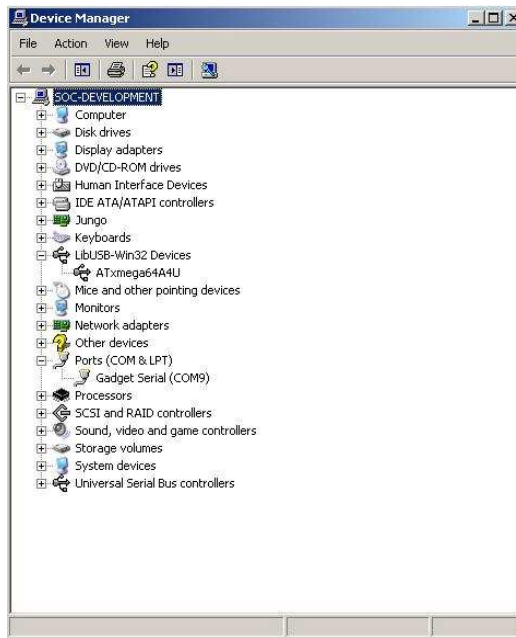 Device Manager
File Action View Help
SOC-DEVELOPMENT
Computer
Disk drives
Display adapters
DVD/CD-ROM drives
Human Interface Devices
IDE ATA/ATAPI controllers
Jungo
Keyboards
LibUSB-Win32 Devices
ATxmega64A4U
Mice and other pointing devices
Monitors
Network adapters
Other devices
Ports (COM & LPT)
Gadget Serial (COM9)
Processors
SCSI and RAID controllers
Sound, video and game controllers
Storage volumes
System devices
Universal Serial Bus controllers